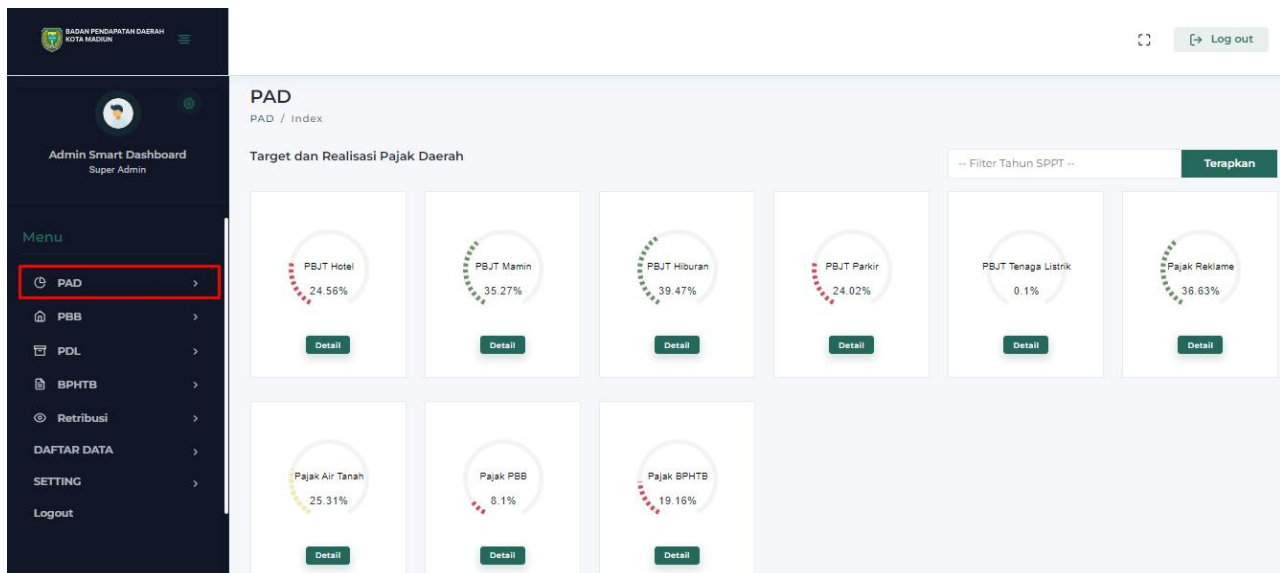 BADAN PENDAPATAN DAERAH
KOTA MADIUN
Log out
Admin Smart Dashboard
Super Admin
Menu
PAD
PBB
PDL
BPHTB
Retribusi
DAFTAR DATA
SETTING
Logout
PAD
PAD / Index
Target dan Realisasi Pajak Daerah
-- Filter Tahun SPPT --
Terapkan
PBJT Hotel
24.56%
Detail
PBJT Mamin
35.27%
Detail
PBJT Hiburan
39.47%
Detail
PBJT Parkir
24.02%
Detail
PBJT Tenaga Listrik
0.1%
Detail
Pajak Reklame
36.63%
Detail
Pajak Air Tanah
25.31%
Detail
Pajak PBB
8.1%
Detail
Pajak BPHTB
19.16%
Detail